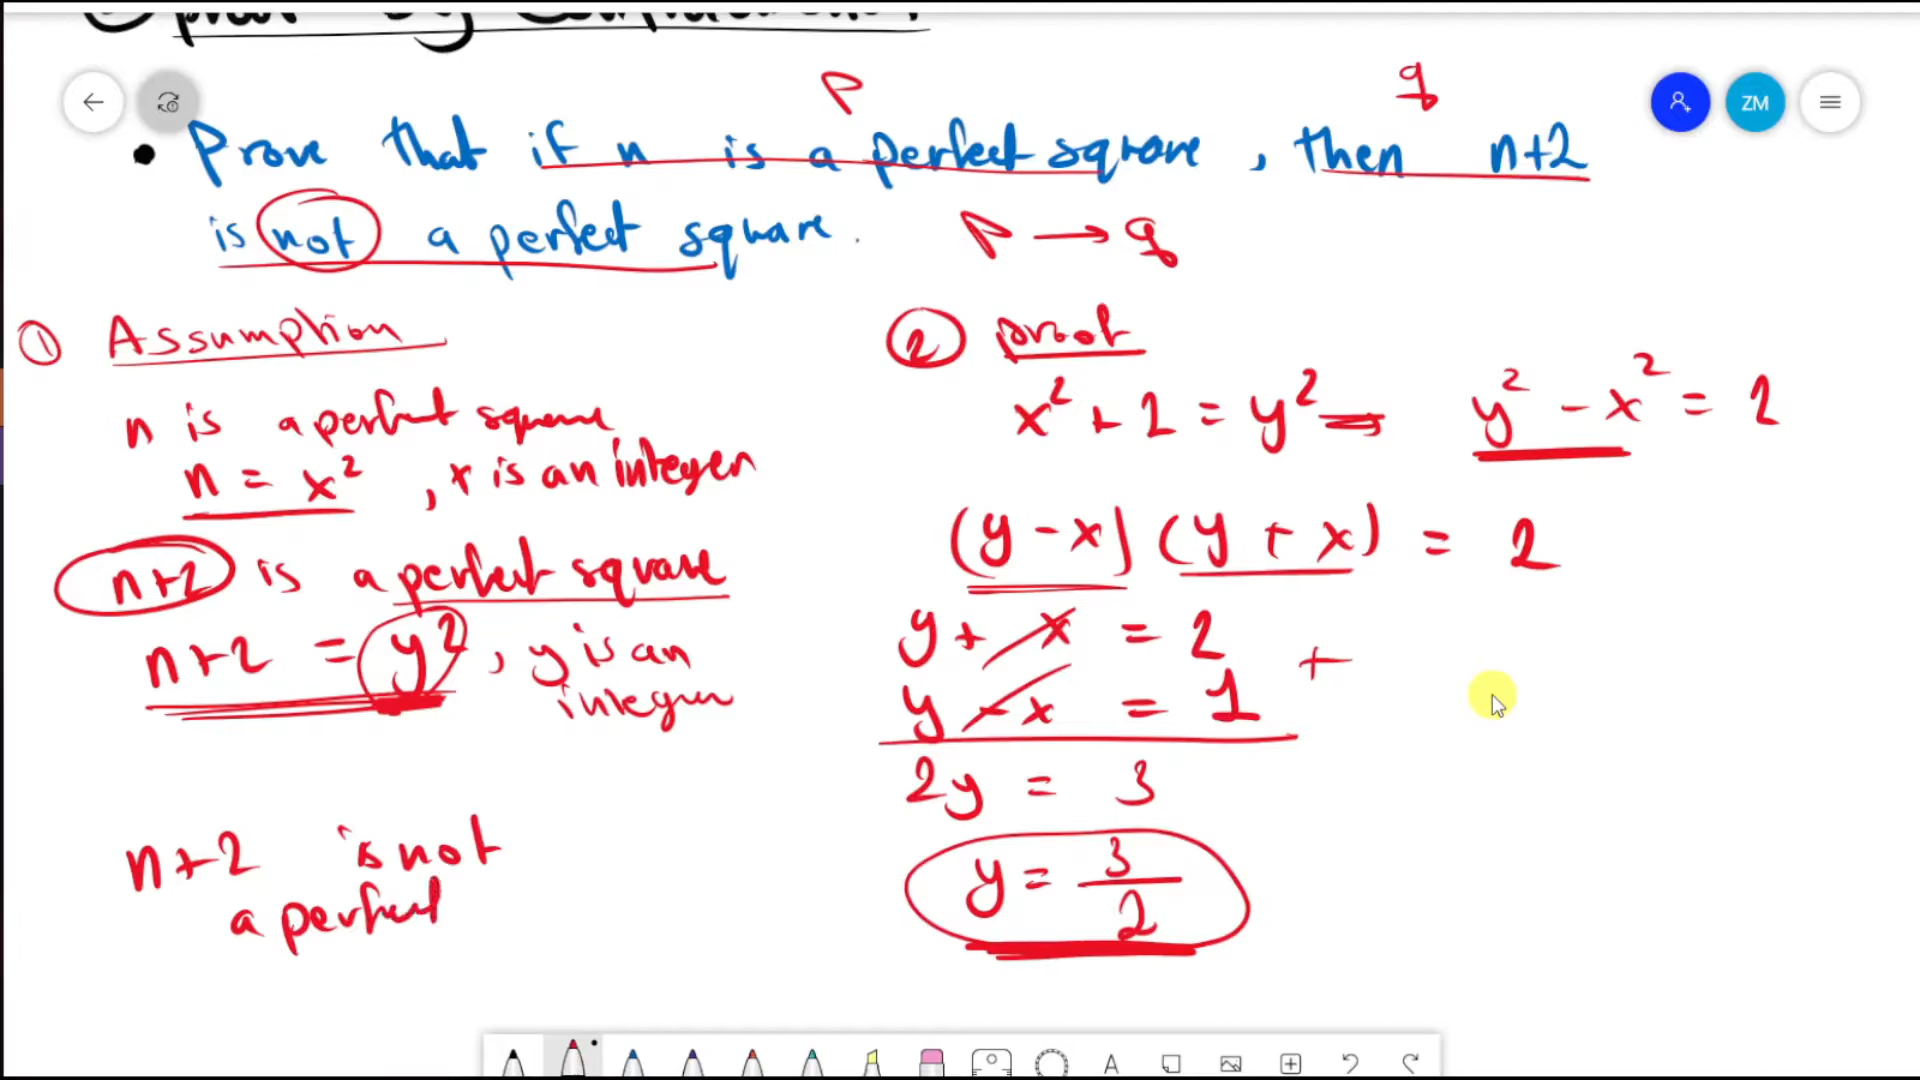 proof by
p
q
ZM
• Prove that if n is a perfect square, then n+2
is not a perfect square.
p → q
① Assumption
n is a perfect square
n = x², x is an integer
n+2 is a perfect square
n+2 = y², y is an
integer
n+2 is not
a perfect
② proof
x² + 2 = y² ⇒ y² - x² = 2
(y - x) (y + x) = 2
y + x = 2
+
y - x = 1
2y = 3
y = 3/2
A